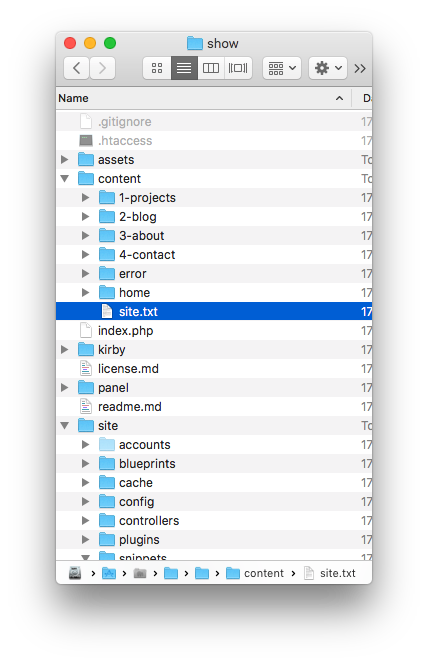 show
Name D
.gitignore 17
.htaccess 17
assets To
content To
1-projects 17
2-blog 17
3-about 17
4-contact 17
error 17
home 17
site.txt 17
index.php 17
kirby 17
license.md 17
panel 17
readme.md 17
site To
accounts 17
blueprints 17
cache 17
config 17
controllers 17
plugins 17
snippets 17
content site.txt